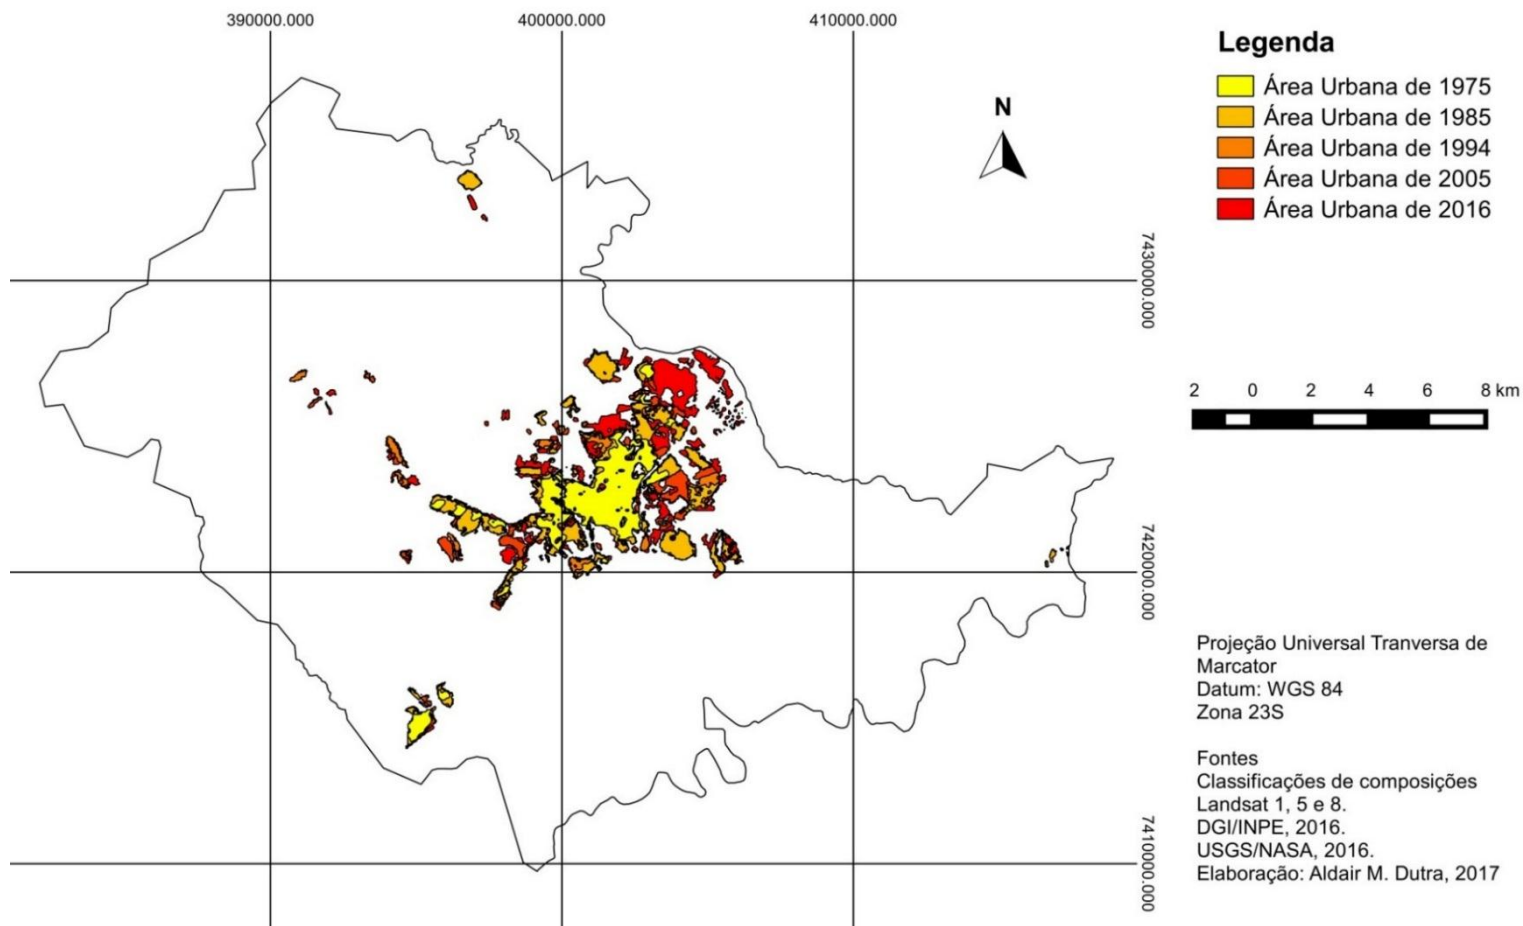 390000.000 400000.000 410000.000
Legenda
Área Urbana de 1975
Área Urbana de 1985
Área Urbana de 1994
Área Urbana de 2005
Área Urbana de 2016
N
7430000.000
2 0 2 4 6 8 km
7420000.000
Projeção Universal Tranversa de
Marcator
Datum: WGS 84
Zona 23S
Fontes
Classificações de composições
Landsat 1, 5 e 8.
DGI/INPE, 2016.
USGS/NASA, 2016.
Elaboração: Aldair M. Dutra, 2017
7410000.000